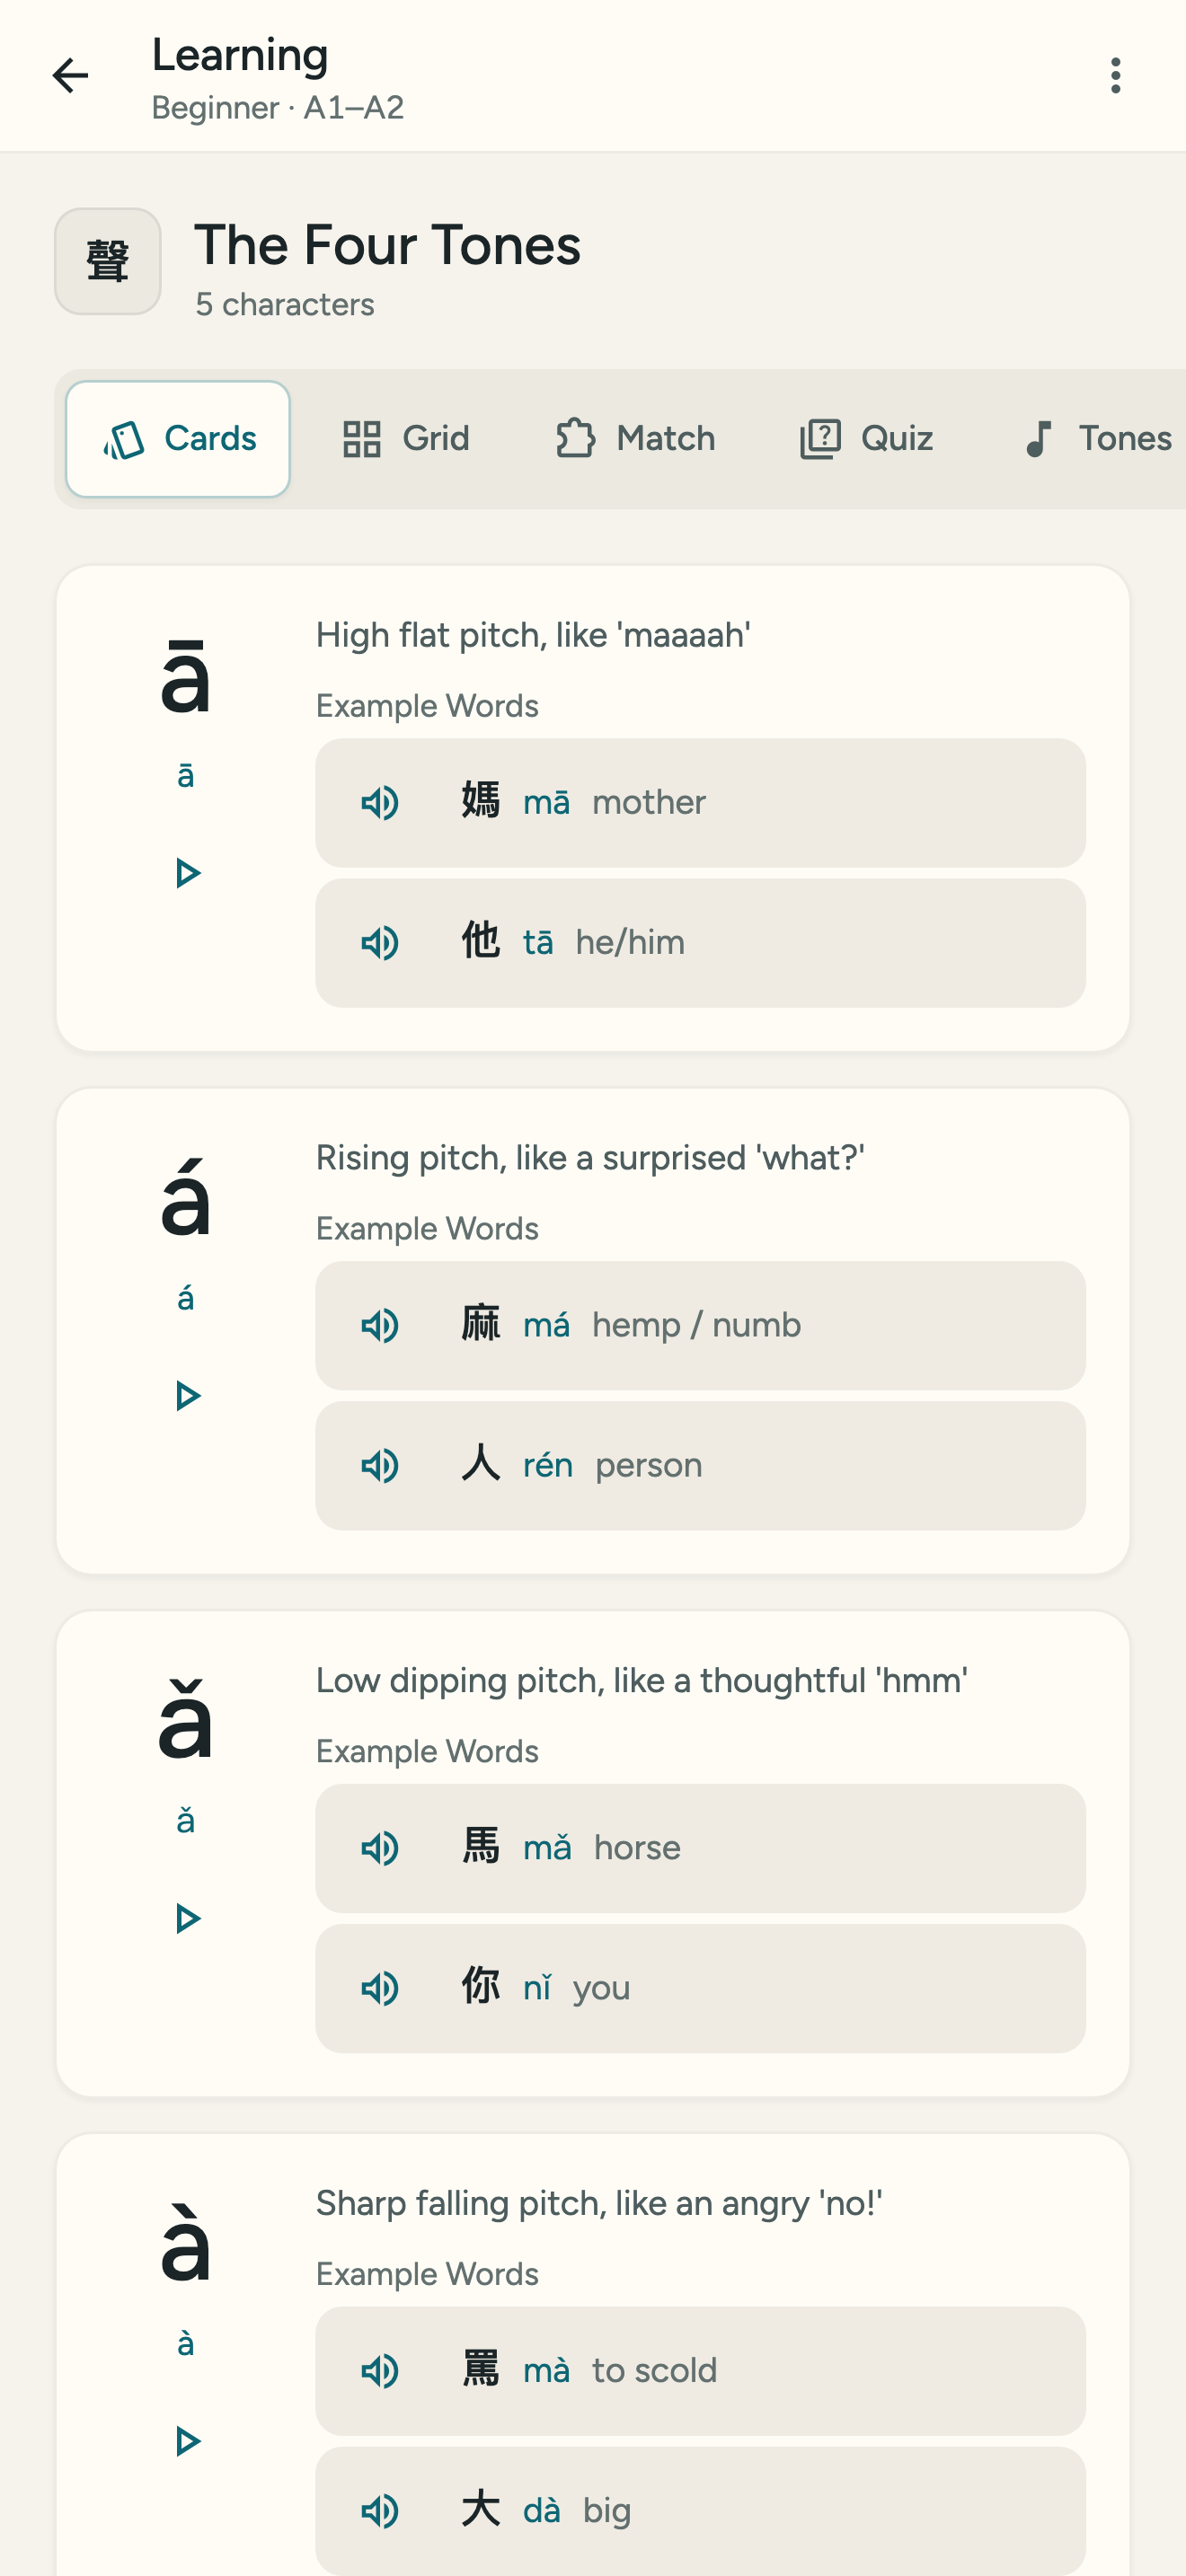 Learning
Beginner · A1–A2
聲
The Four Tones
5 characters
Cards Grid Match Quiz Tones
ā
ā
High flat pitch, like 'maaaah'
Example Words
媽 mā mother
他 tā he/him
á
á
Rising pitch, like a surprised 'what?'
Example Words
麻 má hemp / numb
人 rén person
ǎ
ǎ
Low dipping pitch, like a thoughtful 'hmm'
Example Words
馬 mǎ horse
你 nǐ you
à
à
Sharp falling pitch, like an angry 'no!'
Example Words
罵 mà to scold
大 dà big